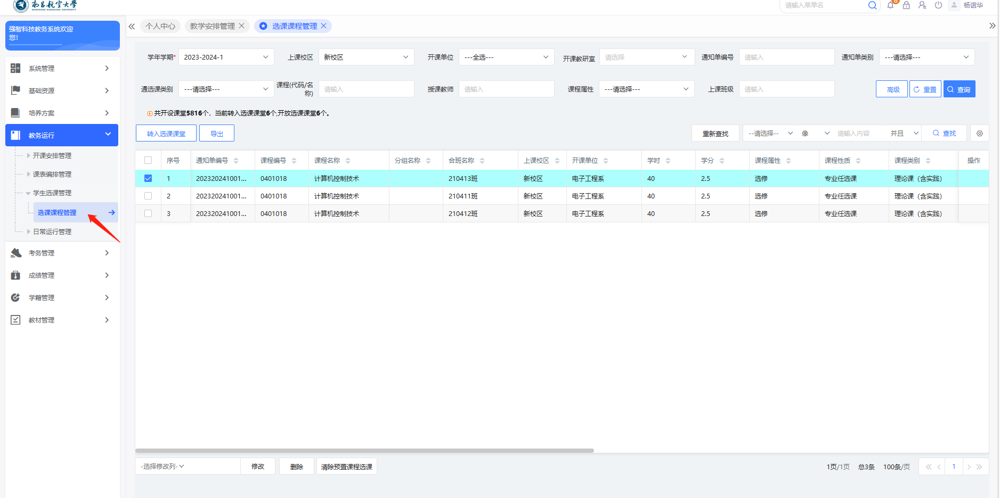 南昌航空大学
NANCHANG HANGKONG UNIVERSITY
请输入菜单名
8
杨谊华
强智科技教务系统欢迎
您!
个人中心
教学安排管理
选课课程管理
系统管理
基础资源
培养方案
教务运行
开课安排管理
课表编排管理
学生选课管理
选课课程管理
日常运行管理
考务管理
成绩管理
学籍管理
教材管理
学年学期* 2023-2024-1 上课校区 新校区 开课单位 ---全选--- 开课教研室 请选择 通知单编号 请输入 通知单类别 ---请选择---
通选课类别 ---请选择--- 课程(代码/名称) 请输入 授课教师 请输入 课程属性 ---请选择--- 上课班级 请输入 高级 重置 查询
共开设课堂5816个，当前转入选课课堂6个,开放选课课堂6个。
转入选课课堂 导出 重新查找 --请选择-- 像 请输入内容 并且 查找
序号 通知单编号 课程编号 课程名称 分组名称 合班名称 上课校区 开课单位 学时 学分 课程属性 课程性质 课程类别 操作
1 202320241001... 0401018 计算机控制技术 210413班 新校区 电子工程系 40 2.5 选修 专业任选课 理论课（含实践）
2 202320241001... 0401018 计算机控制技术 210411班 新校区 电子工程系 40 2.5 选修 专业任选课 理论课（含实践）
3 202320241001... 0401018 计算机控制技术 210412班 新校区 电子工程系 40 2.5 选修 专业任选课 理论课（含实践）
-选择修改列- 修改 删除 清除预置课程选课 1页/1页 总3条 100条/页 1